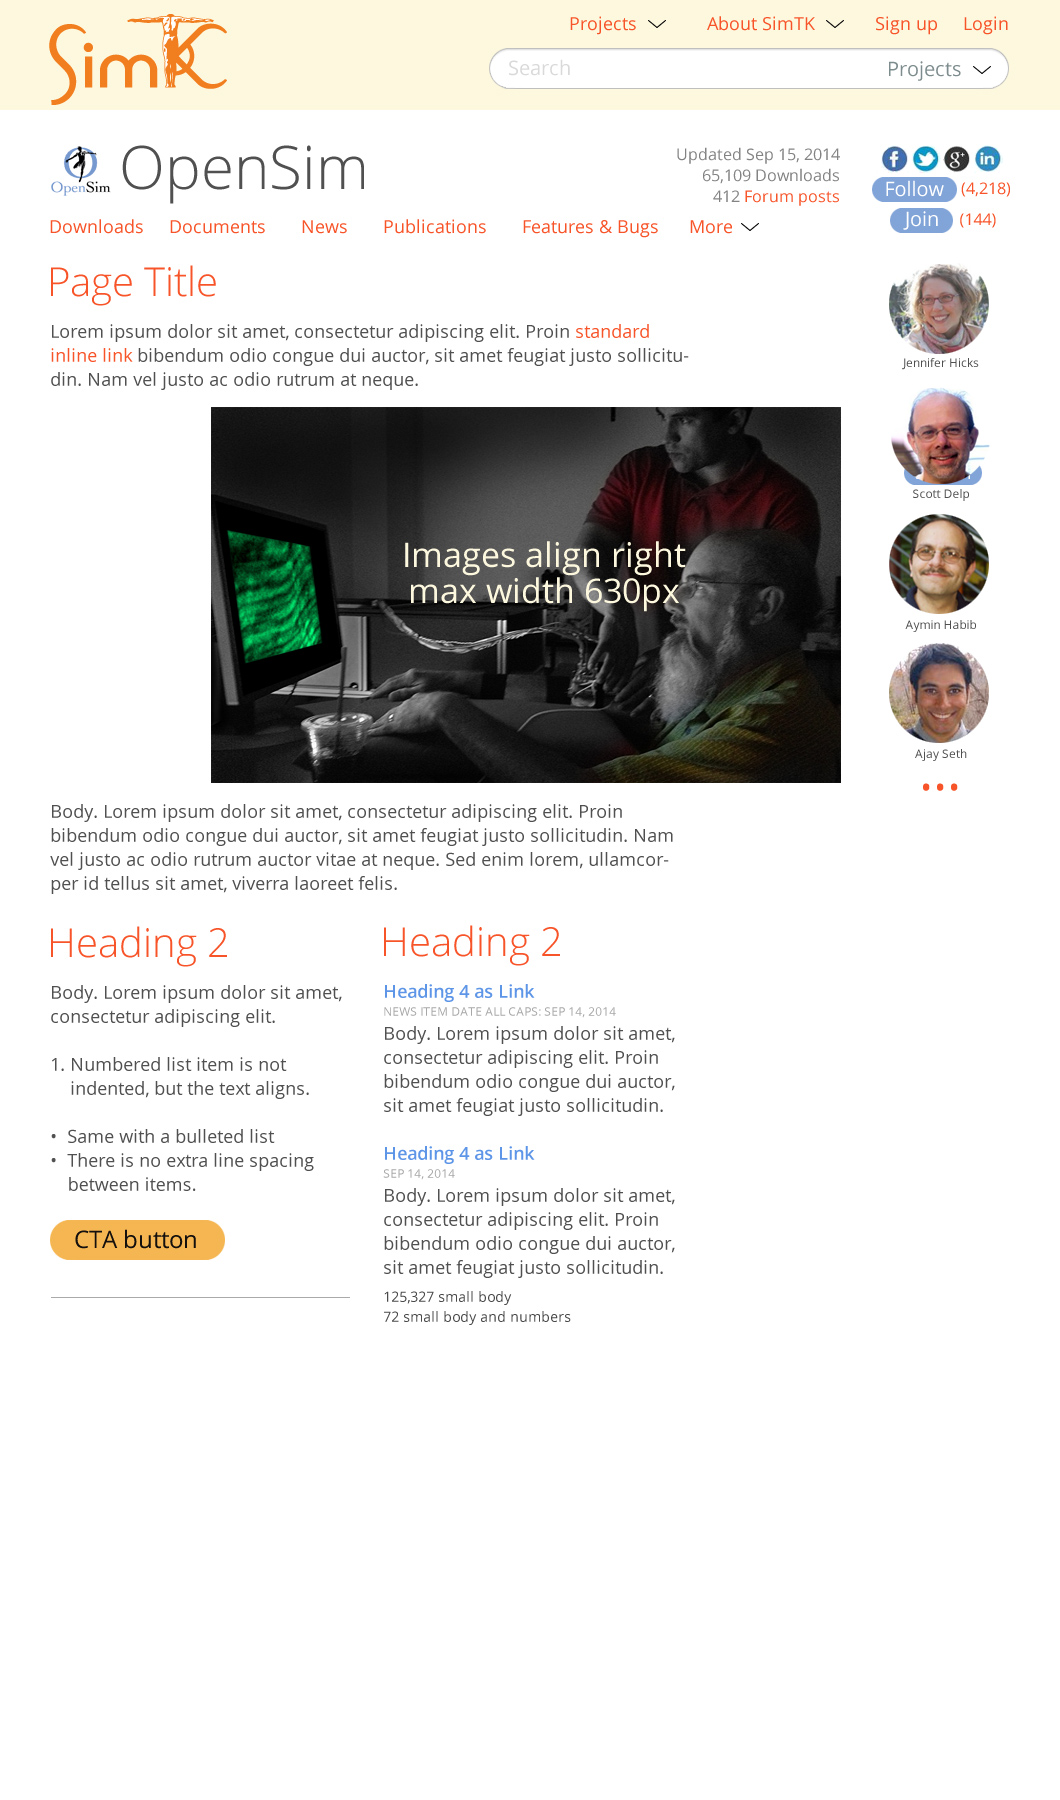 SimTK
Projects About SimTK Sign up Login
Search Projects
OpenSim
OpenSim
Updated Sep 15, 2014
65,109 Downloads
412 Forum posts
Follow (4,218)
Join (144)
Downloads Documents News Publications Features & Bugs More
Page Title
Lorem ipsum dolor sit amet, consectetur adipiscing elit. Proin standard
inline link bibendum odio congue dui auctor, sit amet feugiat justo sollicitu-
din. Nam vel justo ac odio rutrum at neque.
Images align right
max width 630px
Jennifer Hicks
Scott Delp
Aymin Habib
Ajay Seth
Body. Lorem ipsum dolor sit amet, consectetur adipiscing elit. Proin
bibendum odio congue dui auctor, sit amet feugiat justo sollicitudin. Nam
vel justo ac odio rutrum auctor vitae at neque. Sed enim lorem, ullamcor-
per id tellus sit amet, viverra laoreet felis.
Heading 2
Body. Lorem ipsum dolor sit amet,
consectetur adipiscing elit.
1. Numbered list item is not
indented, but the text aligns.
• Same with a bulleted list
• There is no extra line spacing
between items.
CTA button
Heading 2
Heading 4 as Link
NEWS ITEM DATE ALL CAPS: SEP 14, 2014
Body. Lorem ipsum dolor sit amet,
consectetur adipiscing elit. Proin
bibendum odio congue dui auctor,
sit amet feugiat justo sollicitudin.
Heading 4 as Link
SEP 14, 2014
Body. Lorem ipsum dolor sit amet,
consectetur adipiscing elit. Proin
bibendum odio congue dui auctor,
sit amet feugiat justo sollicitudin.
125,327 small body
72 small body and numbers